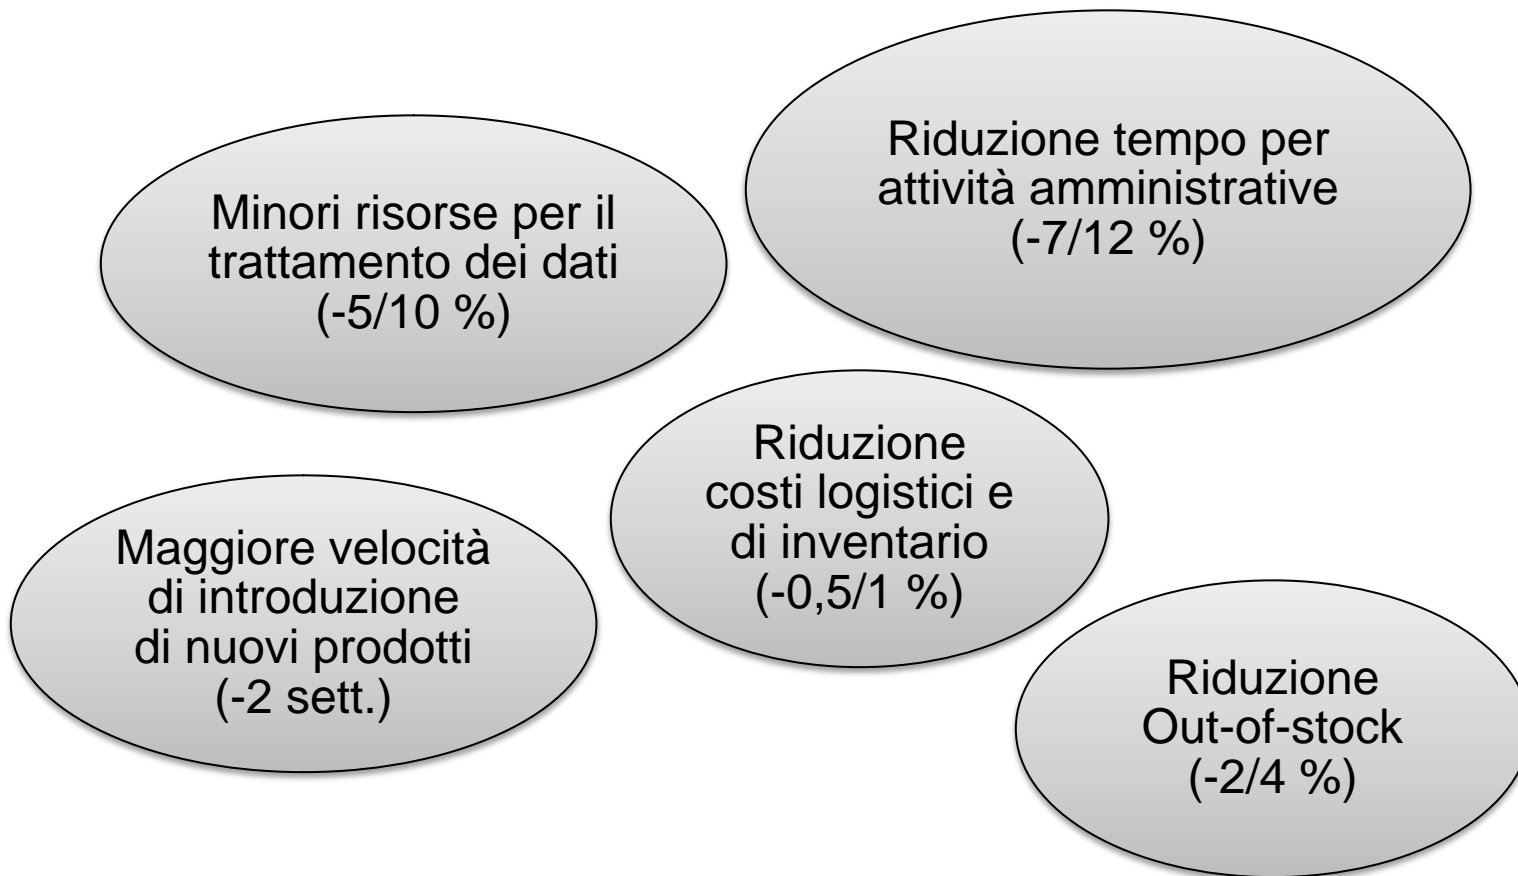 Minori risorse per il
trattamento dei dati
(-5/10 %)
Riduzione tempo per
attività amministrative
(-7/12 %)
Riduzione
costi logistici e
di inventario
(-0,5/1 %)
Maggiore velocità
di introduzione
di nuovi prodotti
(-2 sett.)
Riduzione
Out-of-stock
(-2/4 %)